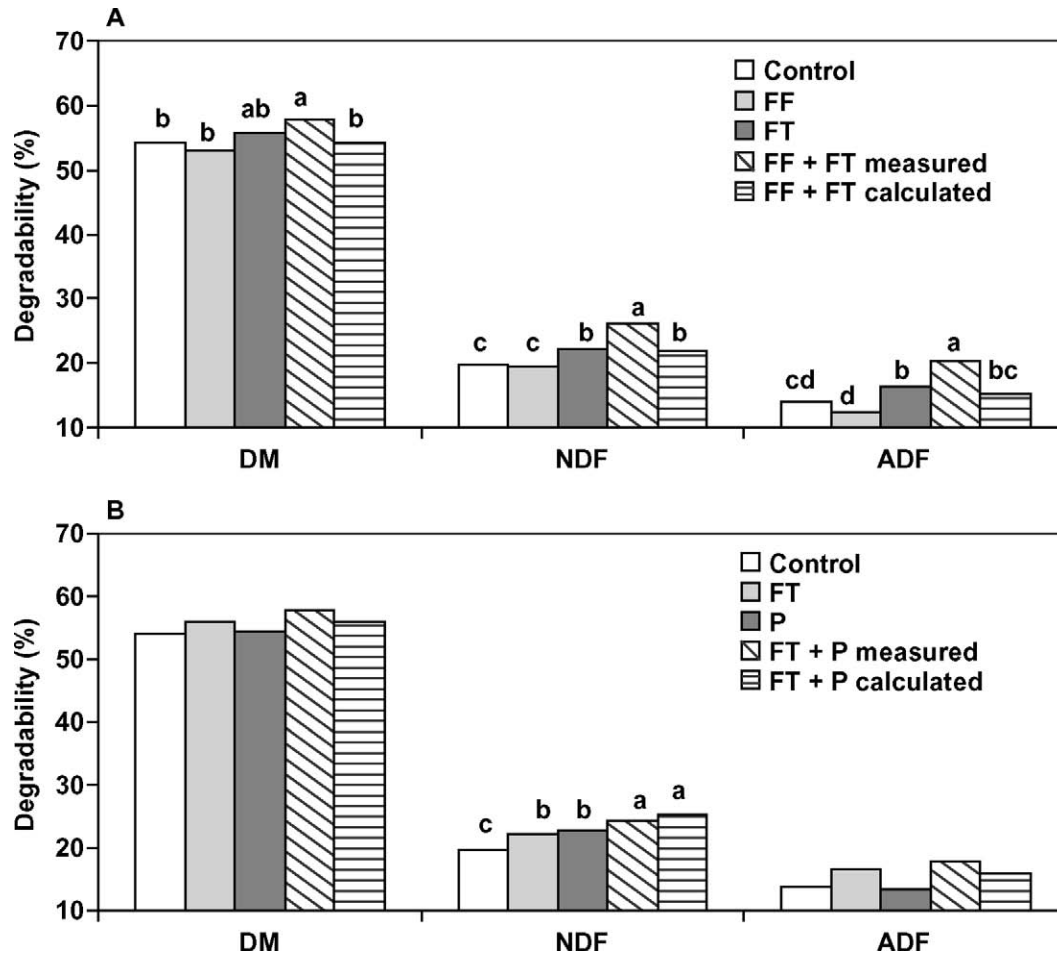 A
Degradability (%)
70
60
50
40
30
20
10
Control
FF
FT
FF + FT measured
FF + FT calculated
b b ab a b
c c b a b
cd d b a bc
DM NDF ADF
B
Degradability (%)
70
60
50
40
30
20
10
Control
FT
P
FT + P measured
FT + P calculated
c b b a a
DM NDF ADF